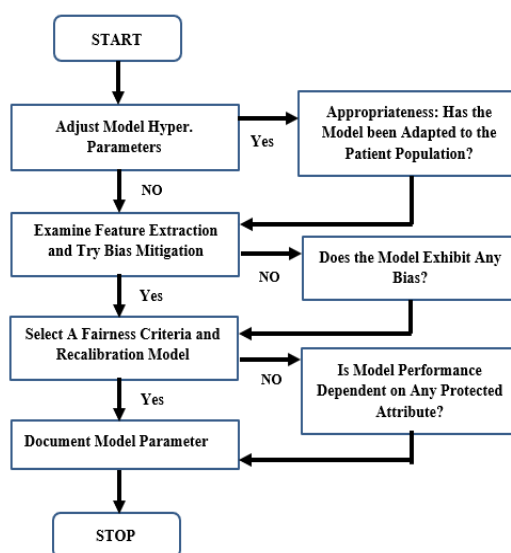 START
Adjust Model Hyper.
Parameters
Yes
Appropriateness: Has the
Model been Adapted to the
Patient Population?
NO
Examine Feature Extraction
and Try Bias Mitigation
NO
Does the Model Exhibit Any
Bias?
Yes
Select A Fairness Criteria and
Recalibration Model
NO
Is Model Performance
Dependent on Any Protected
Attribute?
Yes
Document Model Parameter
STOP